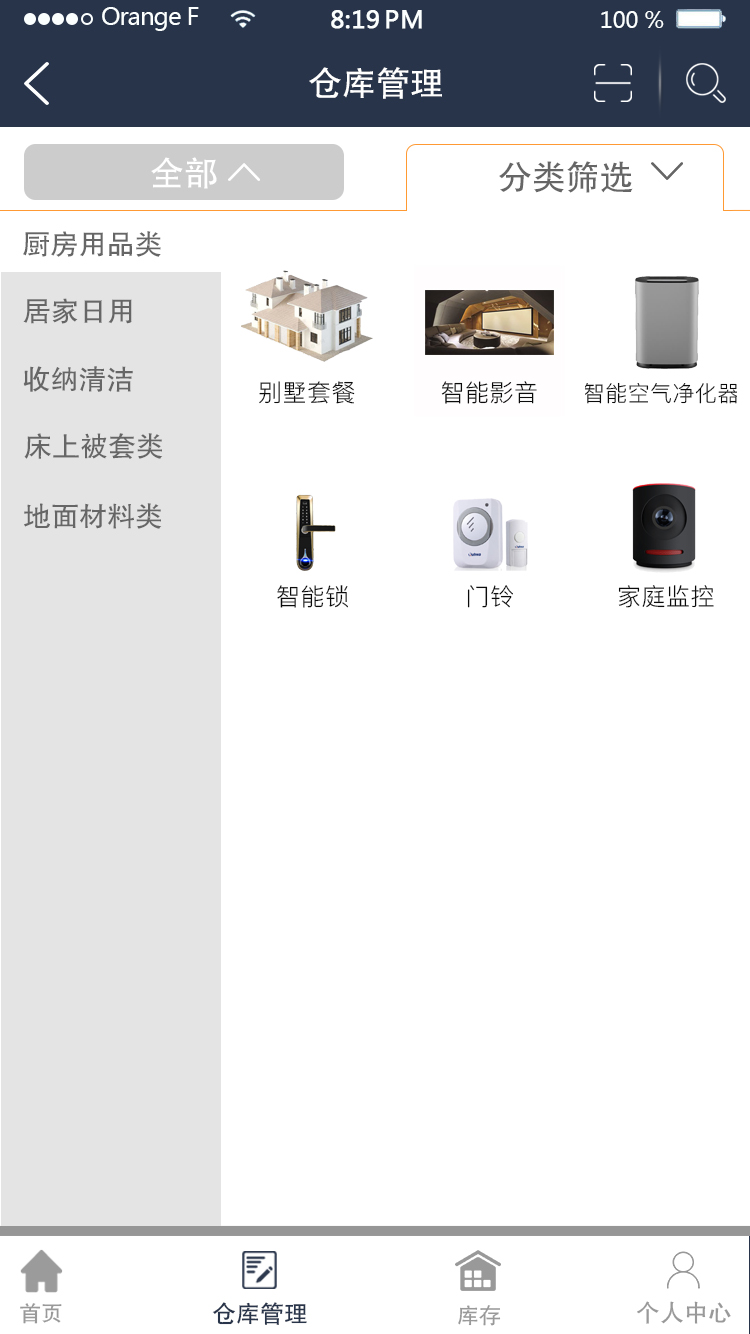 Orange F
8:19 PM
100 %
仓库管理
全部
分类筛选
厨房用品类
居家日用
收纳清洁
床上被套类
地面材料类
别墅套餐
智能影音
智能空气净化器
智能锁
门铃
家庭监控
首页
仓库管理
库存
个人中心